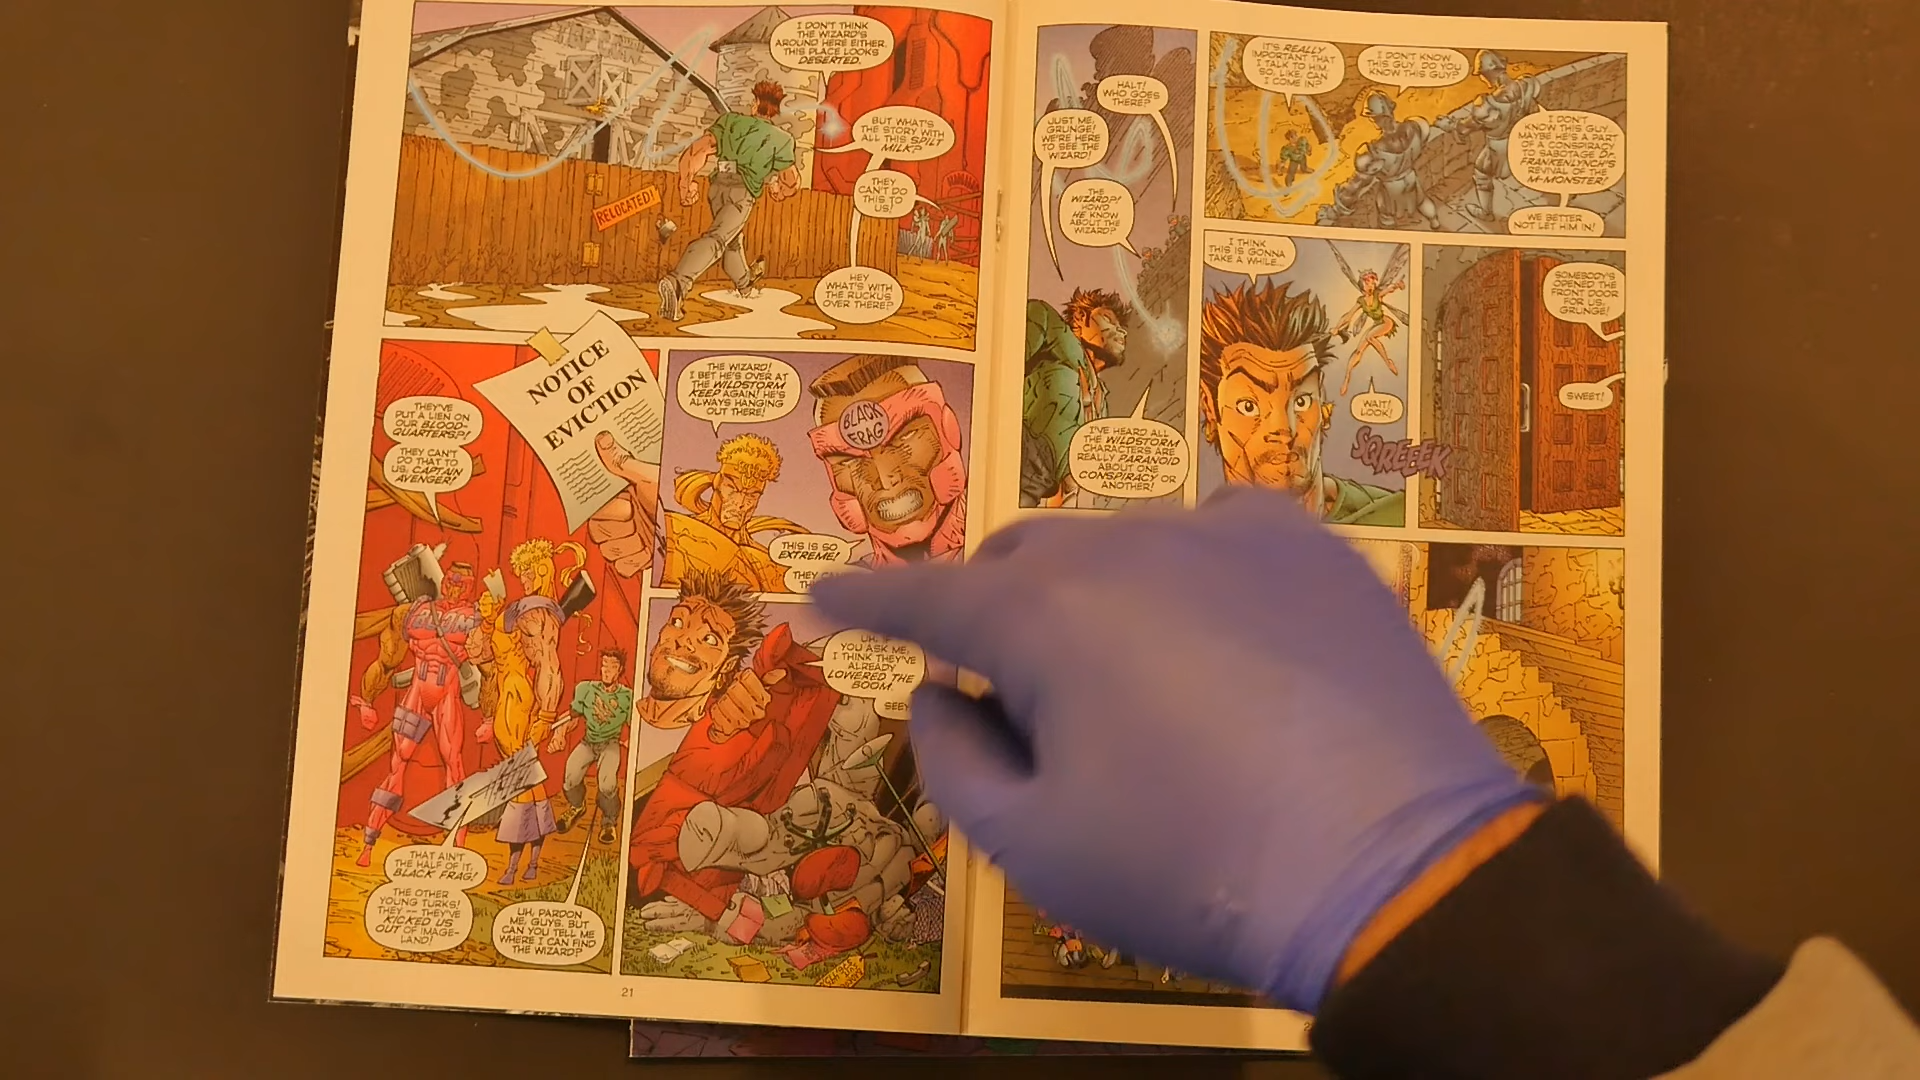 I DON'T THINK
THE WIZARD'S
AROUND HERE EITHER.
THIS PLACE LOOKS
DESERTED.
BUT WHAT'S
THE STORY WITH
ALL THIS SPILT
MILK?
THEY
CAN'T DO
THIS TO
US!
HEY
WHAT'S WITH
THE RUCKUS
OVER THERE?
RELOCATED!
NOTICE
OF
EVICTION
THEY'VE
PUT A LIEN ON
OUR BLOOD-
QUARTERS?!
THEY CAN'T
DO THAT TO
US, CAPTAIN
AVENGER!
THAT AIN'T
THE HALF OF IT,
BLACK FRAG!
THE OTHER
YOUNG TURKS!
THEY -- THEY'VE
KICKED US
OUT OF IMAGE-
LAND!
UH, PARDON
ME, GUYS, BUT
CAN YOU TELL ME
WHERE I CAN FIND
THE WIZARD?
THE WIZARD!
I BET HE'S OVER AT
THE WILDSTORM
KEEP AGAIN! HE'S
ALWAYS HANGING
OUT THERE!
BLACK
FRAG
THIS IS SO
EXTREME!
THEY
YOU ASK ME,
I THINK THEY'VE
ALREADY
LOWERED THE
BOOM.
SEE?
21
HALT!
WHO GOES
THERE?
JUST ME,
GRUNGE!
WE'RE HERE
TO SEE THE
WIZARD!
THE
WIZARD?!
HOW'D
HE KNOW
ABOUT THE
WIZARD?
I'VE HEARD ALL
THE WILDSTORM
CHARACTERS ARE
REALLY PARANOID
ABOUT ONE
CONSPIRACY OR
ANOTHER!
IT'S REALLY
IMPORTANT THAT
I TALK TO HIM,
SO, LIKE, CAN
I COME IN?
I DON'T KNOW
THIS GUY. DO YOU
KNOW THIS GUY?
I DON'T
KNOW THIS GUY.
MAYBE HE'S A PART
OF A CONSPIRACY
TO SABOTAGE DR.
FRANKENLYNCH'S
REVIVAL OF THE
M-MONSTER!
WE BETTER
NOT LET HIM IN!
I THINK
THIS IS GONNA
TAKE A WHILE...
WAIT!
LOOK!
SQREEEK
SOMEBODY'S
OPENED THE
FRONT DOOR
FOR US,
GRUNGE!
SWEET!